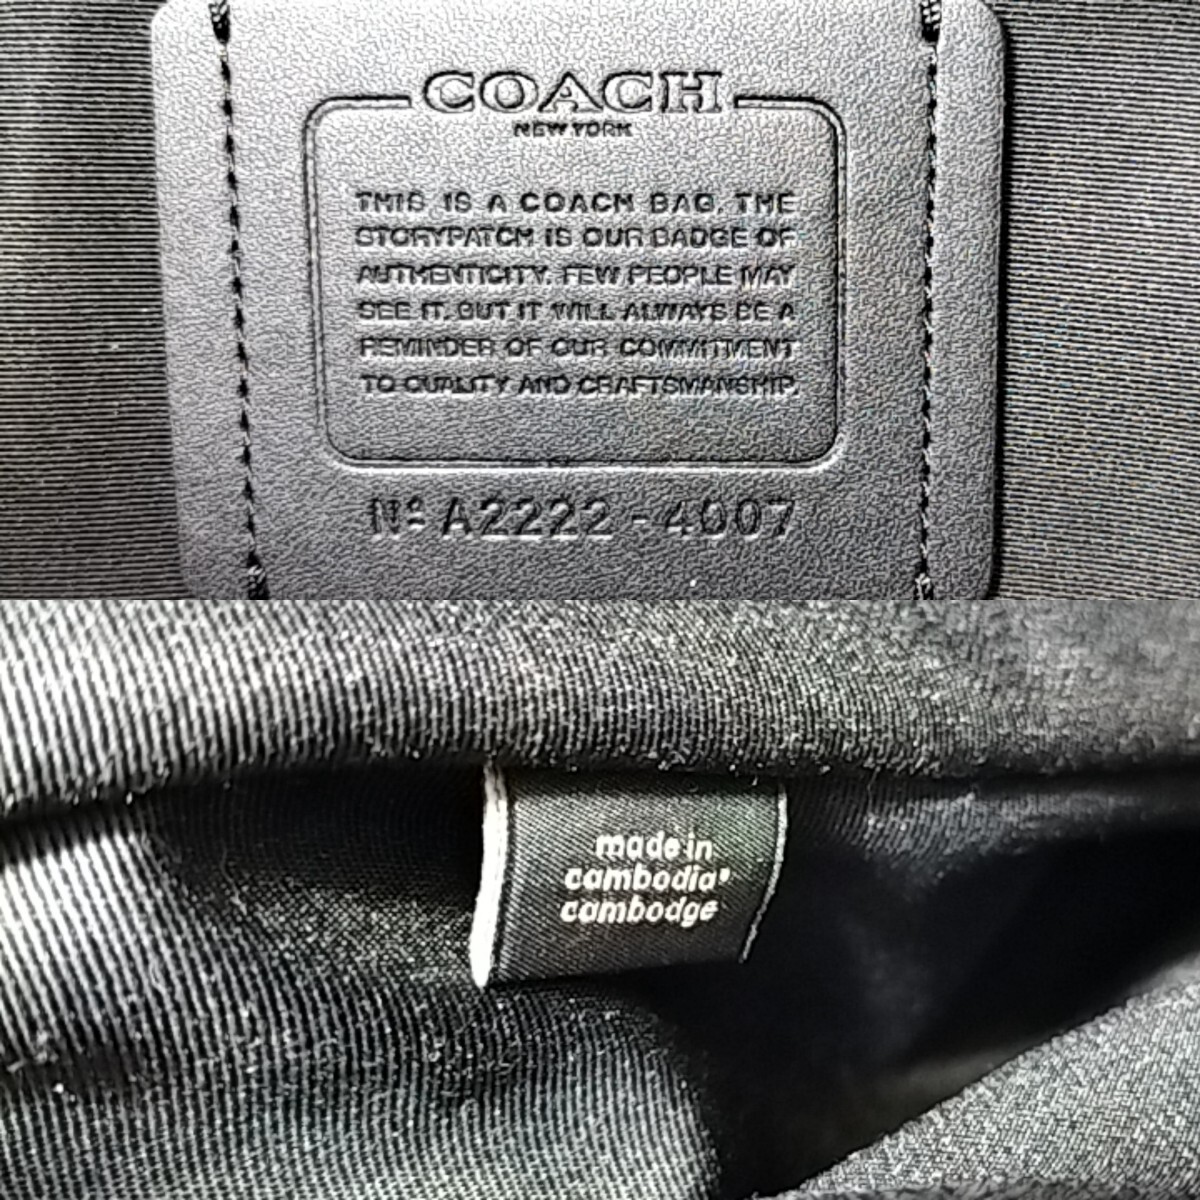 COACH
NEW YORK
THIS IS A COACH BAG. THE
STORYPATCH IS OUR BADGE OF
AUTHENTICITY. FEW PEOPLE MAY
SEE IT, BUT IT WILL ALWAYS BE A
REMINDER OF OUR COMMITMENT
TO QUALITY AND CRAFTSMANSHIP.
Nº A2222-4007
made in
cambodia•
cambodge